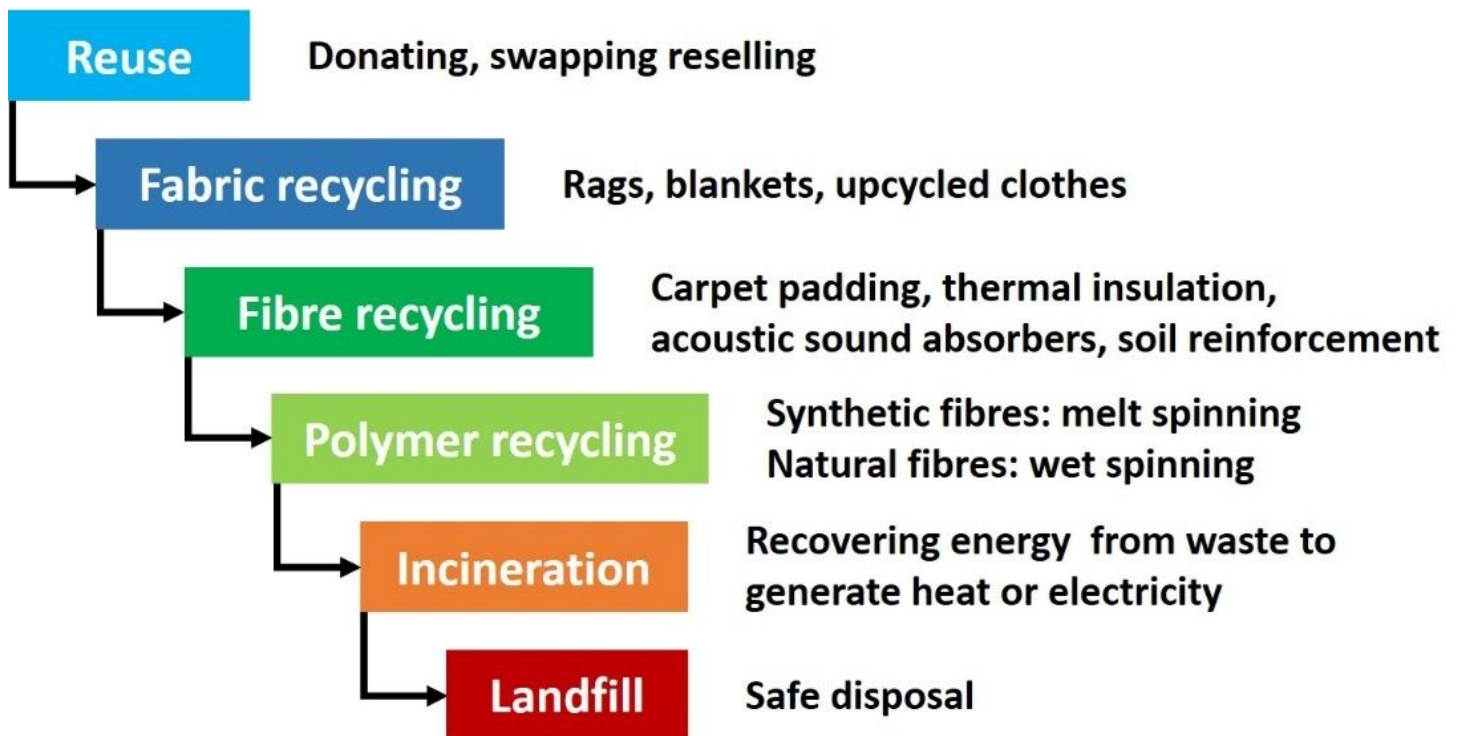 Reuse
Donating, swapping reselling
Fabric recycling
Rags, blankets, upcycled clothes
Fibre recycling
Carpet padding, thermal insulation,
acoustic sound absorbers, soil reinforcement
Polymer recycling
Synthetic fibres: melt spinning
Natural fibres: wet spinning
Incineration
Recovering energy  from waste to
generate heat or electricity
Landfill
Safe disposal